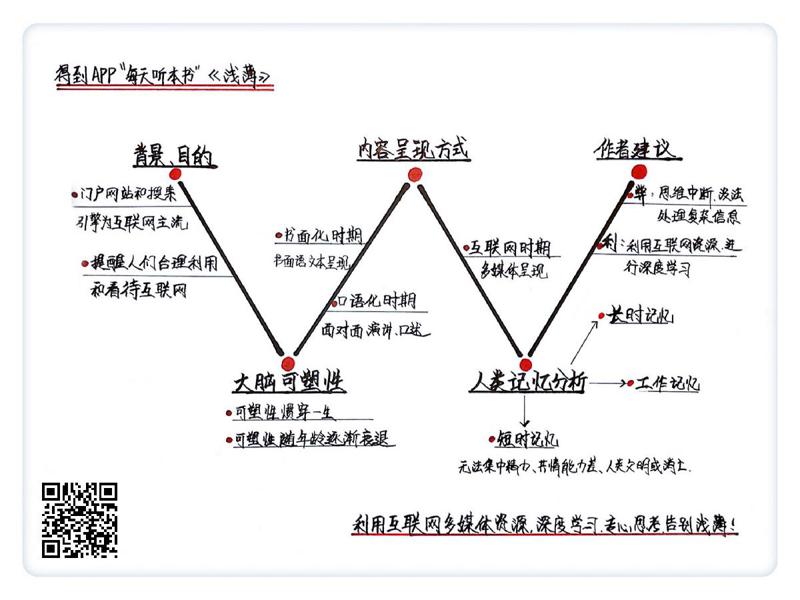 得到APP“每天听本书”《浅薄》
背景、目的
门户网站和搜索
引擎为互联网主流
提醒人们合理利用
和看待互联网
大脑可塑性
可塑性惯穿一生
可塑性随年龄逐渐衰退
内容呈现方式
书面化时期
书面语文本呈现
口语化时期
面对面演讲、口述
互联网时期
多媒体呈现
人类记忆分析
长时记忆
工作记忆
短时记忆
无法集中精力、共情能力差、人类文明或消亡.
作者建议
弊:思维中断、没法
处理复杂信息
利:利用互联网资源、进
行深度学习
利用互联网多媒体资源,深度学习、走心思考,告别浅薄!